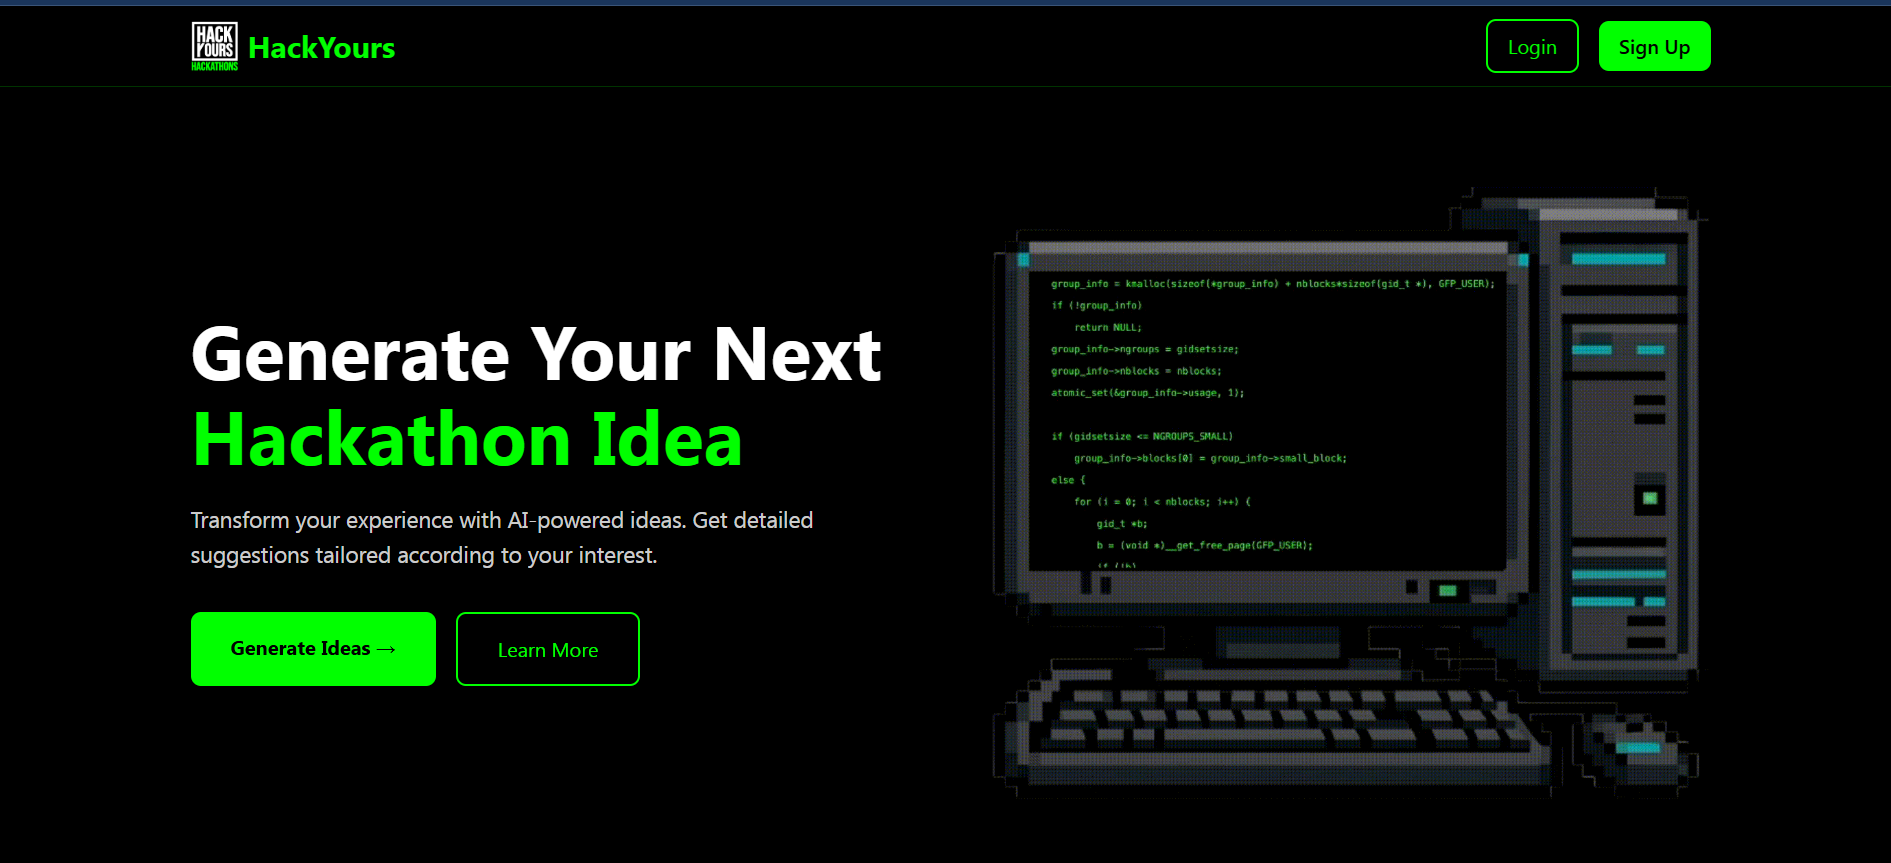 HACK
YOURS
HACKATHONS
HackYours
Login
Sign Up
Generate Your Next
Hackathon Idea
Transform your experience with AI-powered ideas. Get detailed
suggestions tailored according to your interest.
Generate Ideas →
Learn More
group_info = kmalloc(sizeof(*group_info) + nblocks*sizeof(gid_t *), GFP_USER);
if (!group_info)
return NULL;
group_info->ngroups = gidsetsize;
group_info->nblocks = nblocks;
atomic_set(&group_info->usage, 1);
if (gidsetsize <= NGROUPS_SMALL)
group_info->blocks[0] = group_info->small_block;
else {
for (i = 0; i < nblocks; i++) {
gid_t *b;
b = (void *)__get_free_page(GFP_USER);